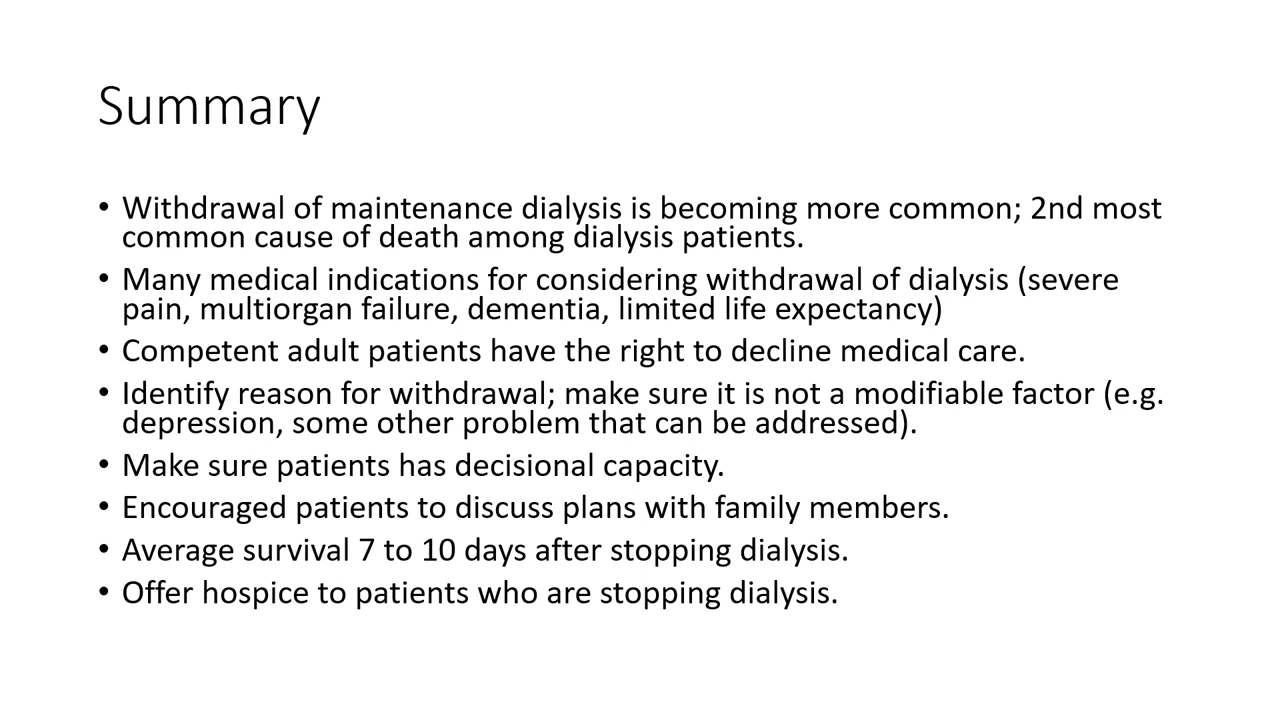 Summary
• Withdrawal of maintenance dialysis is becoming more common; 2nd most
common cause of death among dialysis patients.
• Many medical indications for considering withdrawal of dialysis (severe
pain, multiorgan failure, dementia, limited life expectancy)
• Competent adult patients have the right to decline medical care.
• Identify reason for withdrawal; make sure it is not a modifiable factor (e.g.
depression, some other problem that can be addressed).
• Make sure patients has decisional capacity.
• Encouraged patients to discuss plans with family members.
• Average survival 7 to 10 days after stopping dialysis.
• Offer hospice to patients who are stopping dialysis.